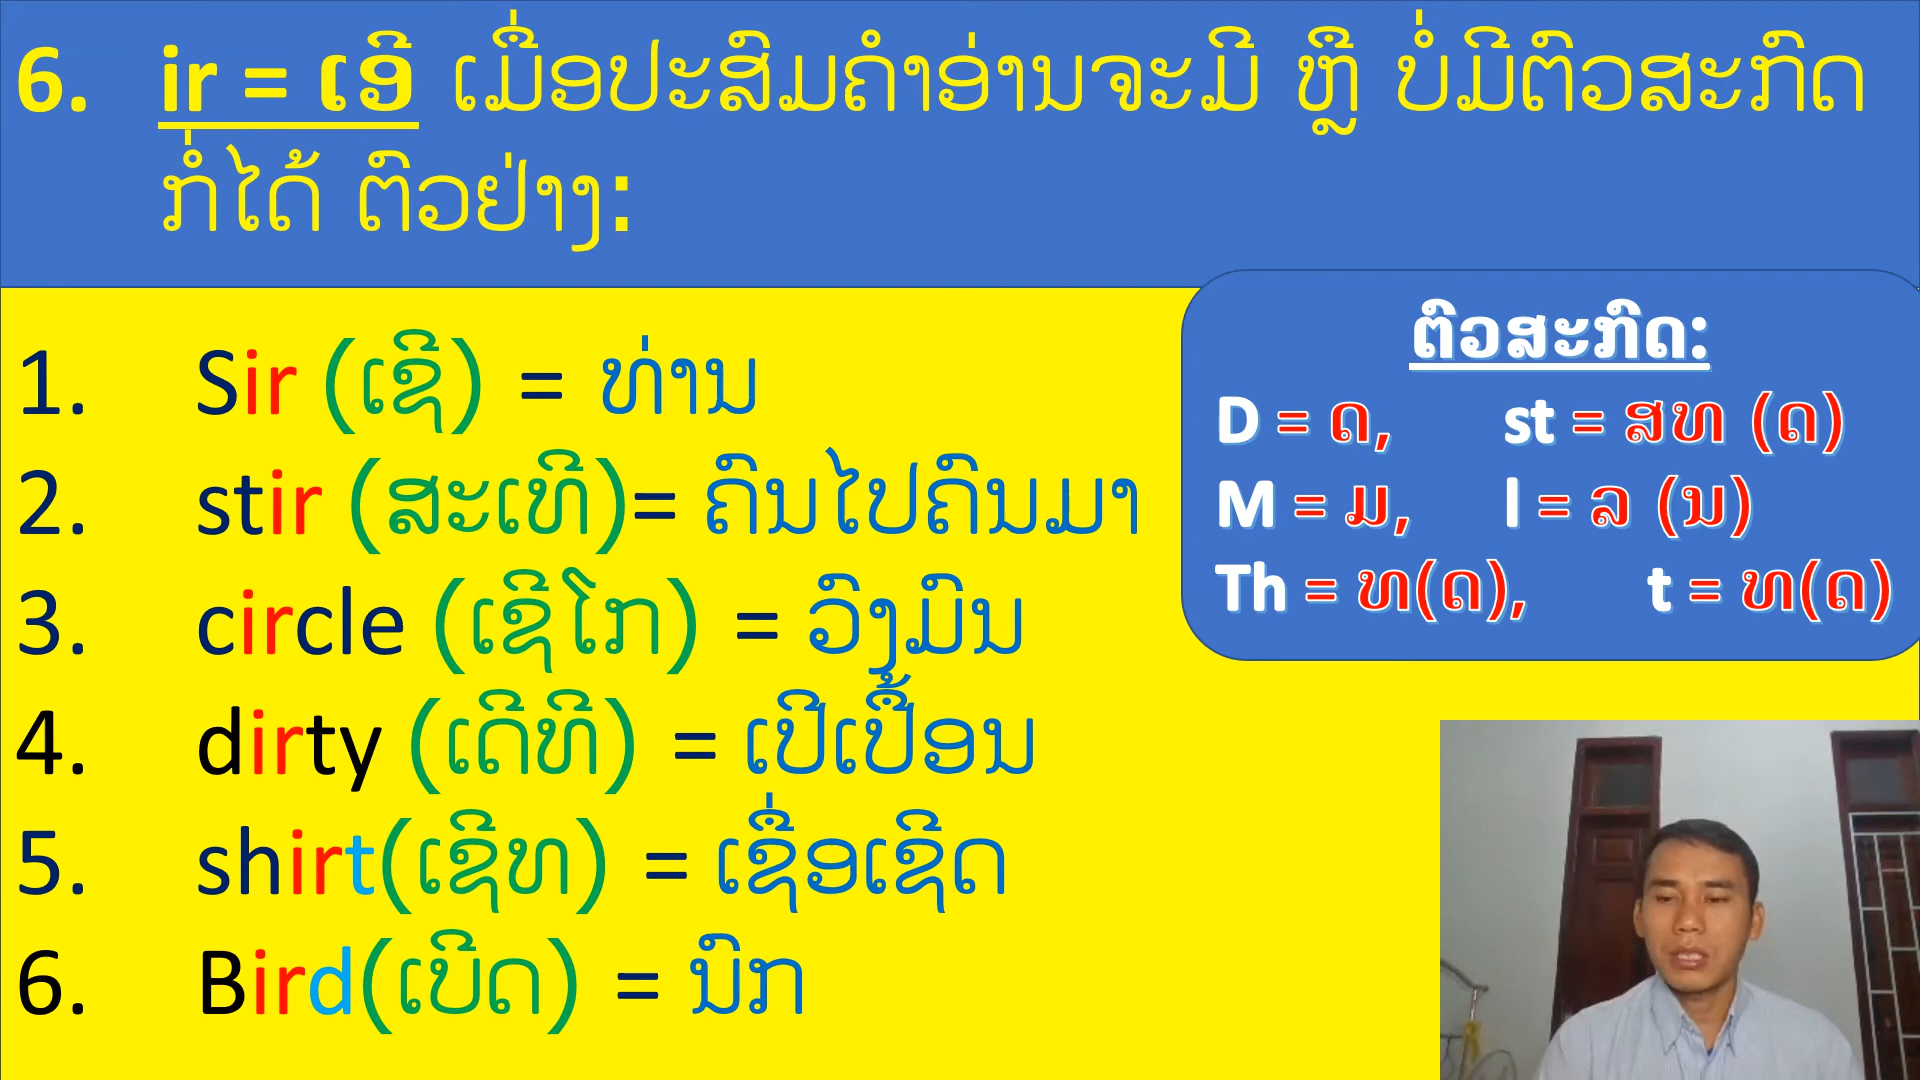 6. ir = ເອີ ເມື່ອປະສົມຄຳອ່ານຈະມີ ຫຼື ບໍ່ມີຕົວສະກົດ
ກໍ່ໄດ້ ຕົວຢ່າງ:
1. Sir (ເຊີ) = ທ່ານ
2. stir (ສະເທີ)= ຄົນໄປຄົນມາ
3. circle (ເຊີໂກ) = ວົງມົນ
4. dirty (ເດີທີ) = ເປີເປື້ອນ
5. shirt(ເຊີທ) = ເຊື່ອເຊີດ
6. Bird(ເບີດ) = ນົກ
ຕົວສະກົດ:
D = ດ, st = ສທ (ດ)
M = ມ, l = ລ (ນ)
Th = ທ(ດ), t = ທ(ດ)